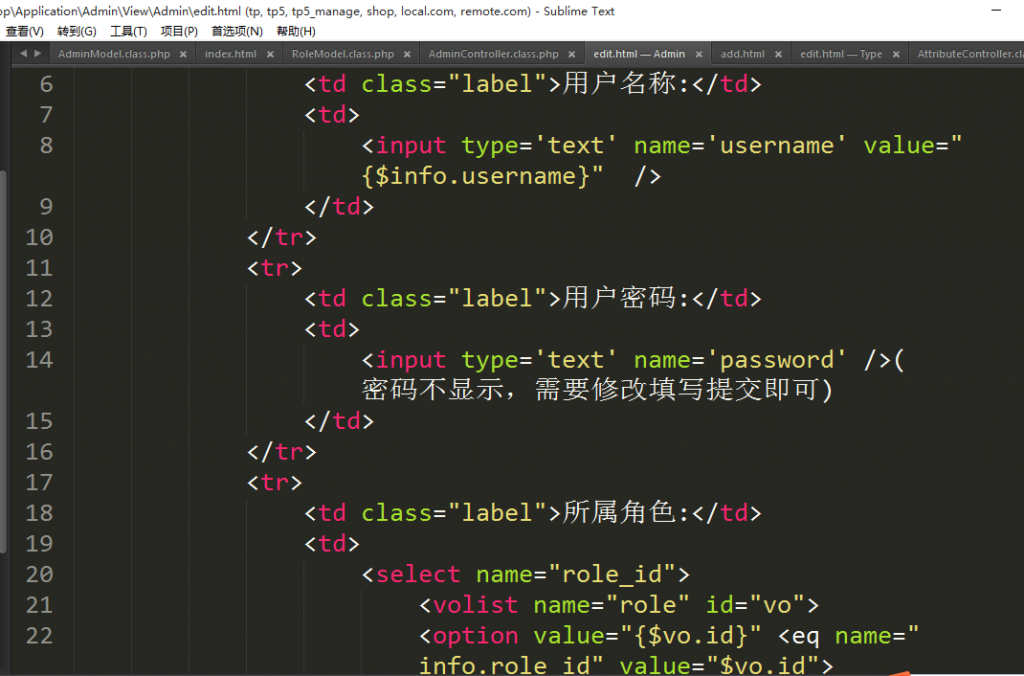 op\Application\Admin\View\Admin\edit.html (tp, tp5, tp5_manage, shop, local.com, remote.com) - Sublime Text
查看(V) 转到(G) 工具(T) 项目(P) 首选项(N) 帮助(H)
AdminModel.class.php × index.html × RoleModel.class.php × AdminController.class.php × edit.html — Admin × add.html × edit.html — Type × AttributeController.cla
6 <td class="label">用户名称:</td>
7 <td>
8 <input type='text' name='username' value="
{$info.username}" />
9 </td>
10 </tr>
11 <tr>
12 <td class="label">用户密码:</td>
13 <td>
14 <input type='text' name='password' />(
密码不显示，需要修改填写提交即可)
15 </td>
16 </tr>
17 <tr>
18 <td class="label">所属角色:</td>
19 <td>
20 <select name="role_id">
21 <volist name="role" id="vo">
22 <option value="{$vo.id}" <eq name="
info.role_id" value="$vo.id">